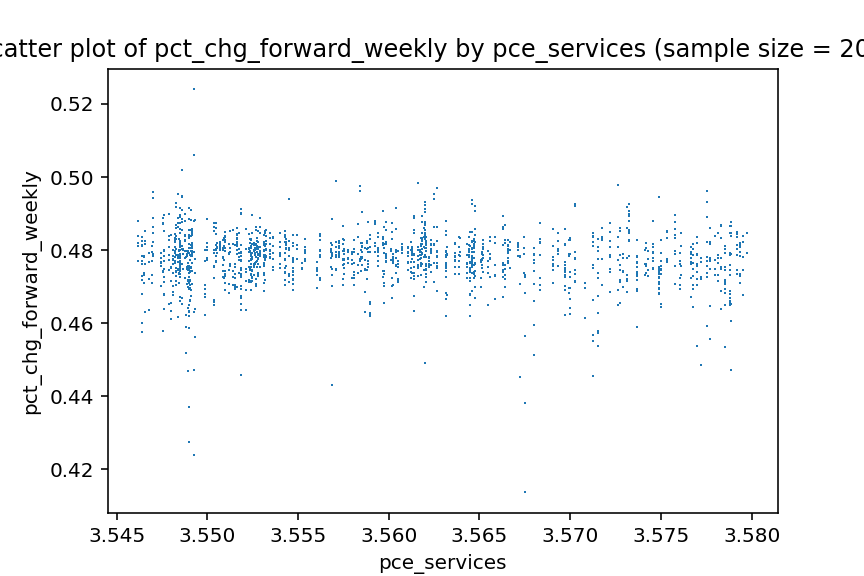 catter plot of pct_chg_forward_weekly by pce_services (sample size = 20
0.52
0.50
0.48
0.46
0.44
0.42
pct_chg_forward_weekly
3.545 3.550 3.555 3.560 3.565 3.570 3.575 3.580
pce_services